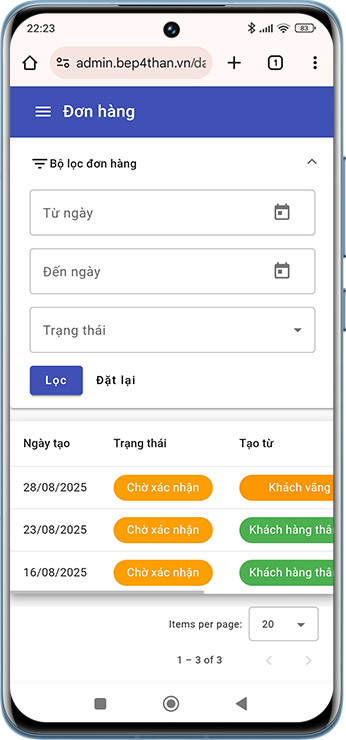 22:23
83
admin.bep4than.vn/da
1
Đơn hàng
Bộ lọc đơn hàng
Từ ngày
Đến ngày
Trạng thái
Lọc Đặt lại
Ngày tạo Trạng thái Tạo từ
28/08/2025 Chờ xác nhận Khách vãng
23/08/2025 Chờ xác nhận Khách hàng thâ
16/08/2025 Chờ xác nhận Khách hàng thâ
Items per page: 20
1 – 3 of 3